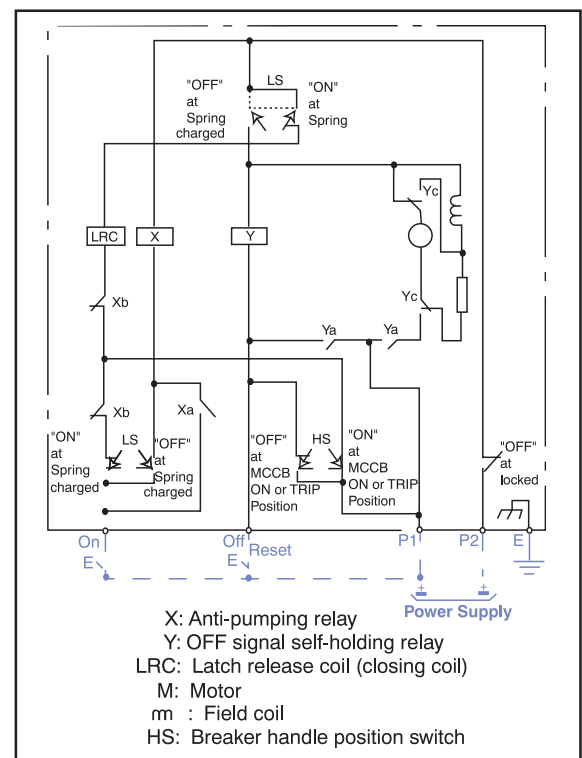 "OFF"
at
Spring
charged
LS
"ON"
at
Spring
Yc
LRC
X
Y
Xb
Yc
Ya
Ya
Xb
Xa
"ON"
at
Spring
charged
LS
"OFF"
at
Spring
charged
"OFF"
at
MCCB
ON or TRIP
Position
HS
"ON"
at
MCCB
ON or TRIP
Position
"OFF"
at
locked
On
Off
Reset
P1
P2
E
E
E
+
+
Power Supply
X: Anti-pumping relay
Y: OFF signal self-holding relay
LRC: Latch release coil (closing coil)
M: Motor
m : Field coil
HS: Breaker handle position switch